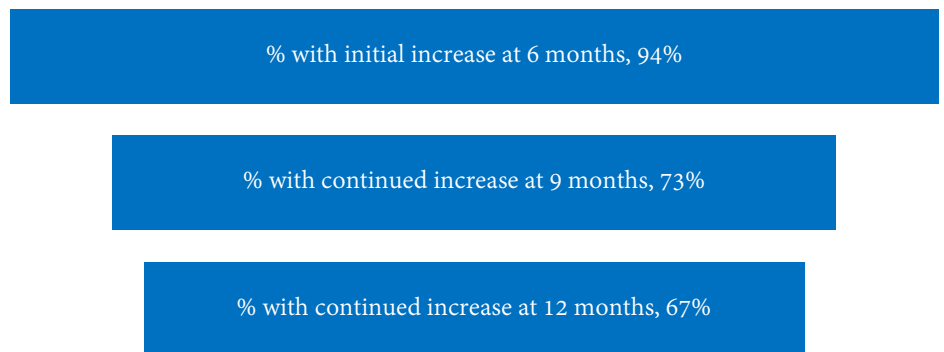 % with initial increase at 6 months, 94%
% with continued increase at 9 months, 73%
% with continued increase at 12 months, 67%